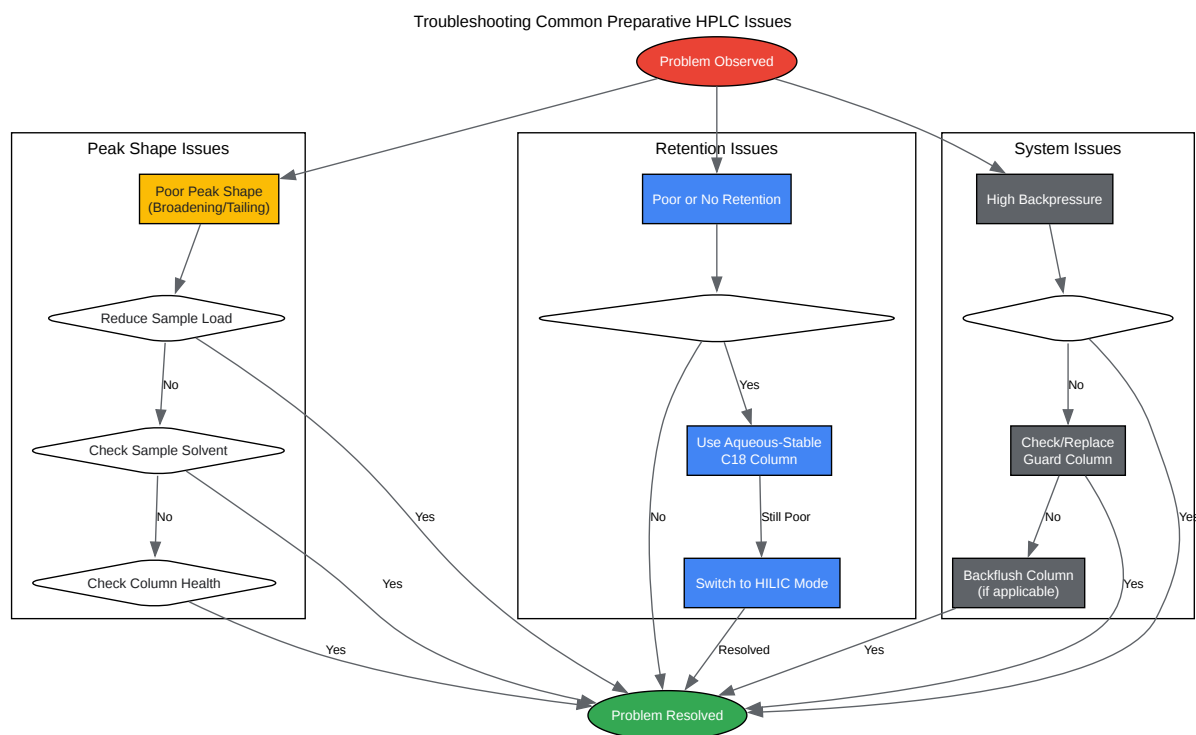 Troubleshooting Common Preparative HPLC Issues
Problem Observed
Peak Shape Issues
Retention Issues
System Issues
Poor Peak Shape
(Broadening/Tailing)
Poor or No Retention
High Backpressure
Reduce Sample Load
No
Yes
No
Check Sample Solvent
Use Aqueous-Stable
C18 Column
Check/Replace
Guard Column
No
Yes
No
Still Poor
No
Yes
Check Column Health
Switch to HILIC Mode
Backflush Column
(if applicable)
Yes
Yes
Yes
Resolved
Yes
Problem Resolved